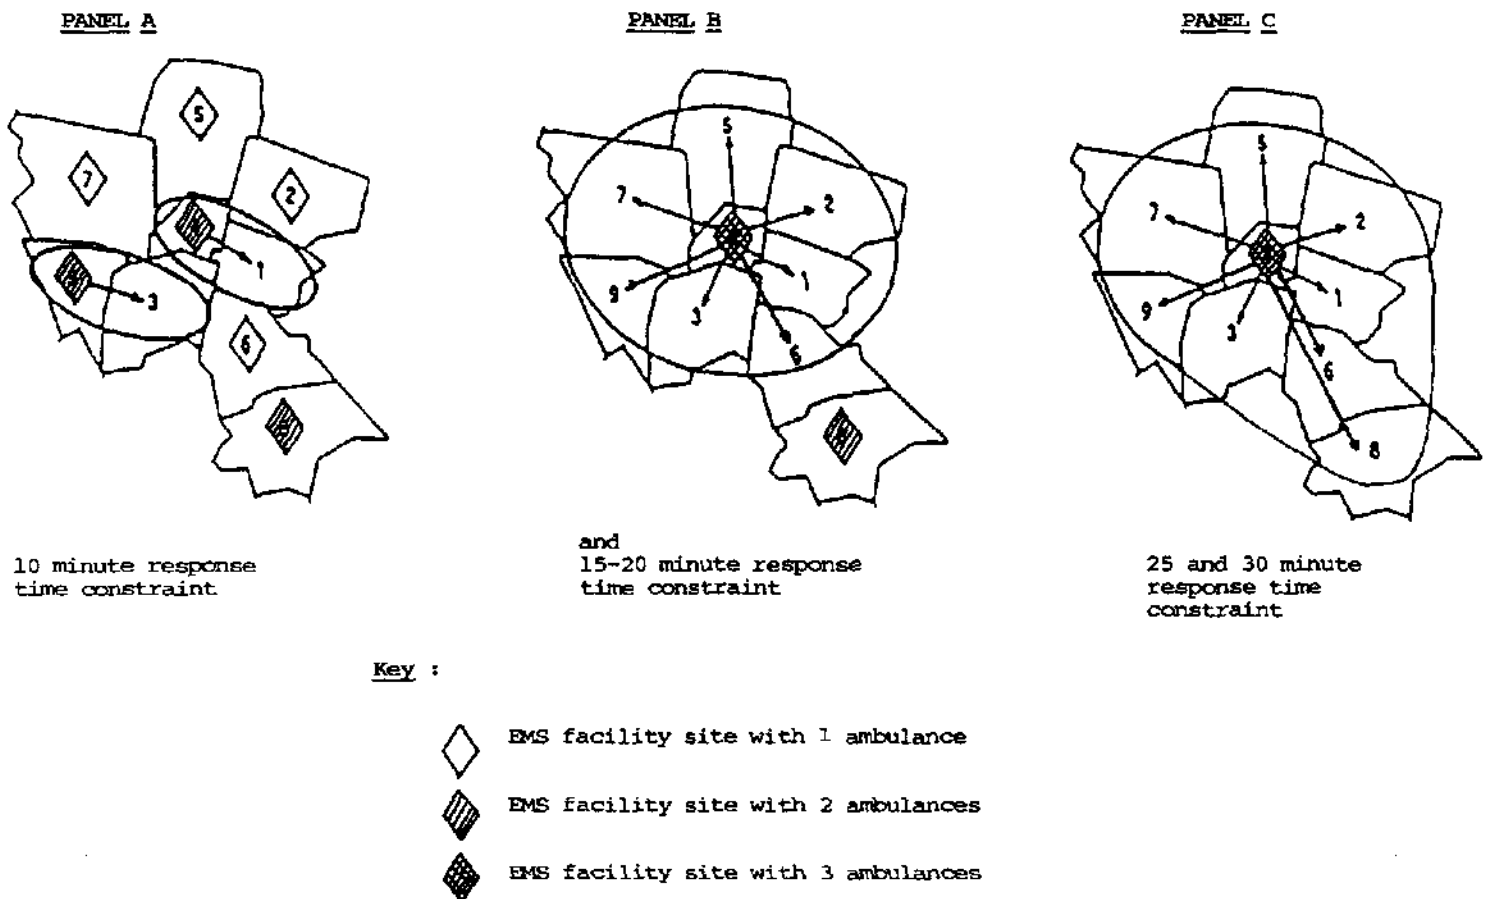 PANEL A
PANEL B
PANEL C
5
7
2
1
3
6
5
7
2
9
1
3
6
5
7
2
9
1
3
6
8
10 minute response
time constraint
and
15-20 minute response
time constraint
25 and 30 minute
response time
constraint
Key :
EMS facility site with 1 ambulance
EMS facility site with 2 ambulances
EMS facility site with 3 ambulances